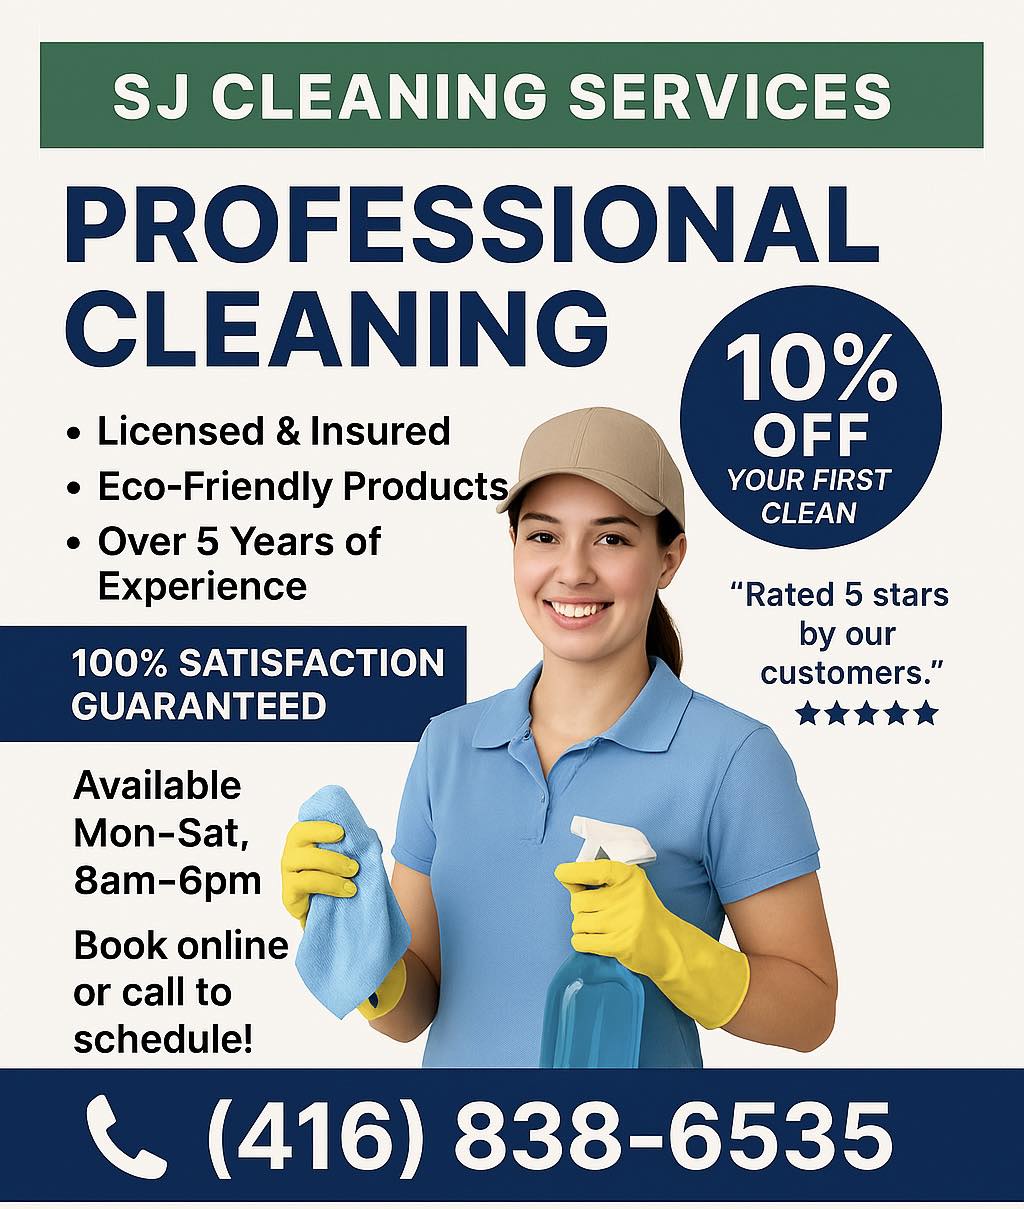 SJ CLEANING SERVICES
PROFESSIONAL
CLEANING
10%
OFF
YOUR FIRST
CLEAN
• Licensed & Insured
• Eco-Friendly Products
• Over 5 Years of
Experience
“Rated 5 stars
by our
customers.”
★★★★★
100% SATISFACTION
GUARANTEED
Available
Mon–Sat,
8am–6pm
Book online
or call to
schedule!
(416) 838-6535